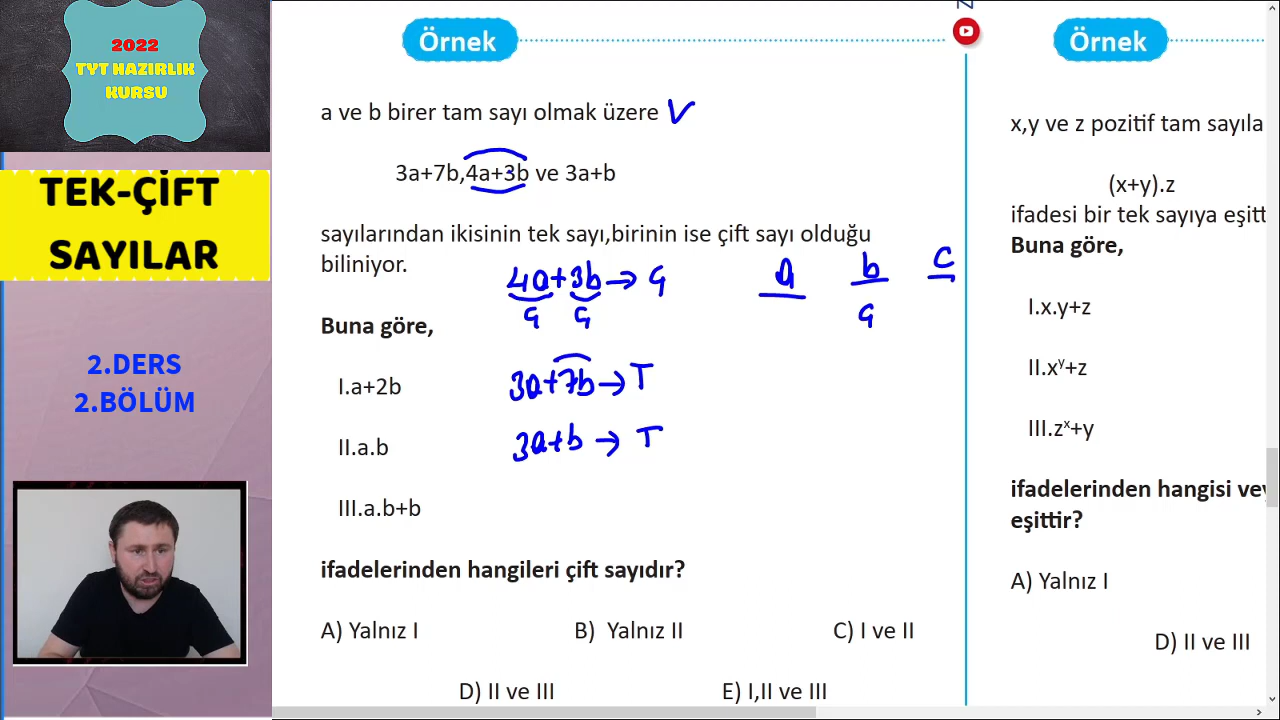 2022
TYT HAZIRLIK
KURSU
TEK-ÇİFT
SAYILAR
2.DERS
2.BÖLÜM
Örnek
a ve b birer tam sayı olmak üzere
3a+7b,4a+3b ve 3a+b
sayılarından ikisinin tek sayı,birinin ise çift sayı olduğu
biliniyor.
4a+3b→Ç
Ç Ç
a b c
Ç
Buna göre,
I.a+2b
3a+7b→T
II.a.b
3a+b→T
III.a.b+b
ifadelerinden hangileri çift sayıdır?
A) Yalnız I
B) Yalnız II
C) I ve II
D) II ve III
E) I,II ve III
Örnek
x,y ve z pozitif tam sayıla
(x+y).z
ifadesi bir tek sayıya eşitt
Buna göre,
I.x.y+z
II.xʸ+z
III.zˣ+y
ifadelerinden hangisi vey
eşittir?
A) Yalnız I
D) II ve III